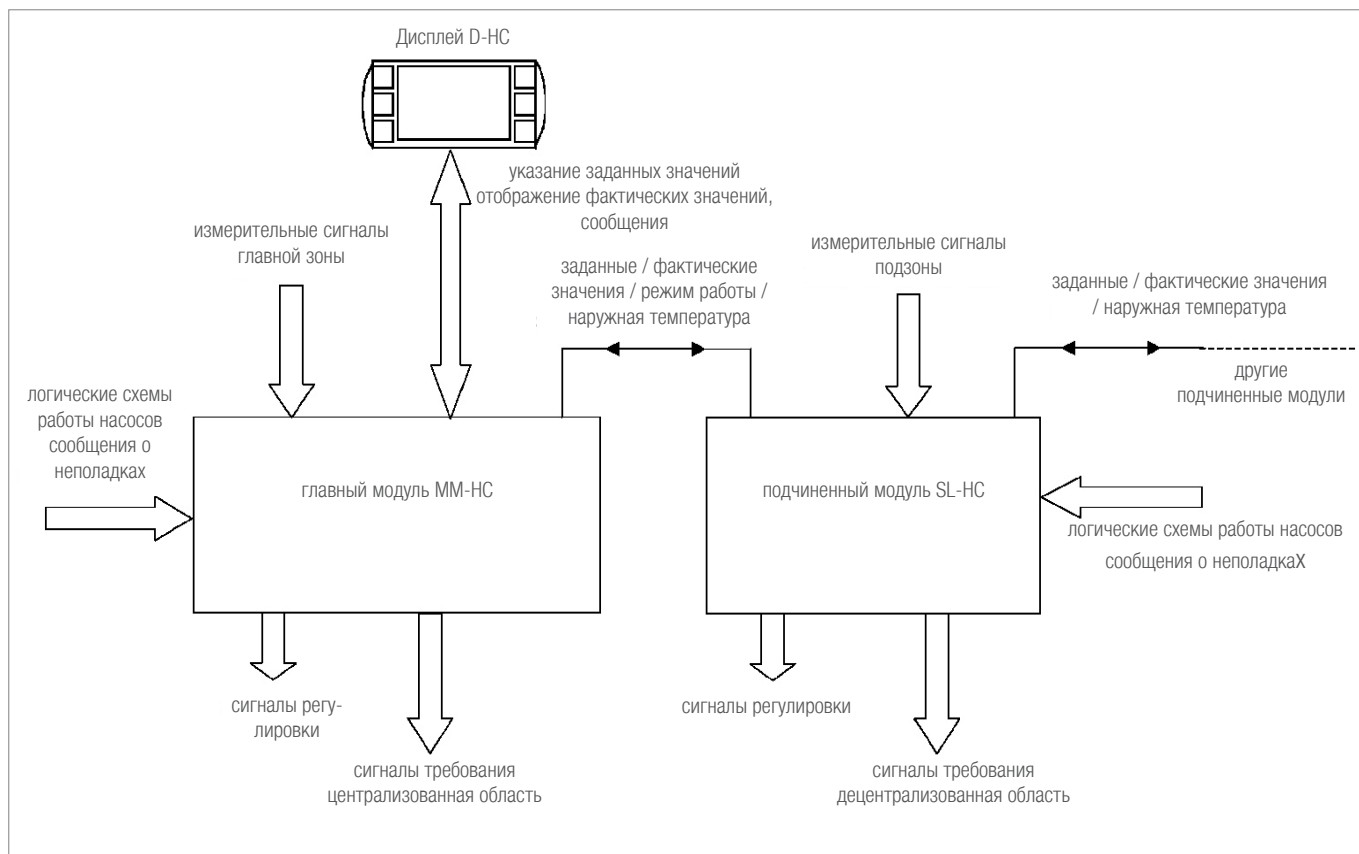 Дисплей D-HC
указание заданных значений
отображение фактических значений,
сообщения
измерительные сигналы
главной зоны
заданные / фактические
значения / режим работы /
наружная температура
измерительные сигналы
подзоны
заданные / фактические значения
/ наружная температура
другие
подчиненные модули
логические схемы
работы насосов
сообщения о
неполадках
главный модуль MM-HC
подчиненный модуль SL-HC
логические схемы работы насосов
сообщения о неполадкаX
сигналы регу-
лировки
сигналы требования
централизованная область
сигналы регулировки
сигналы требования
децентрализованная область